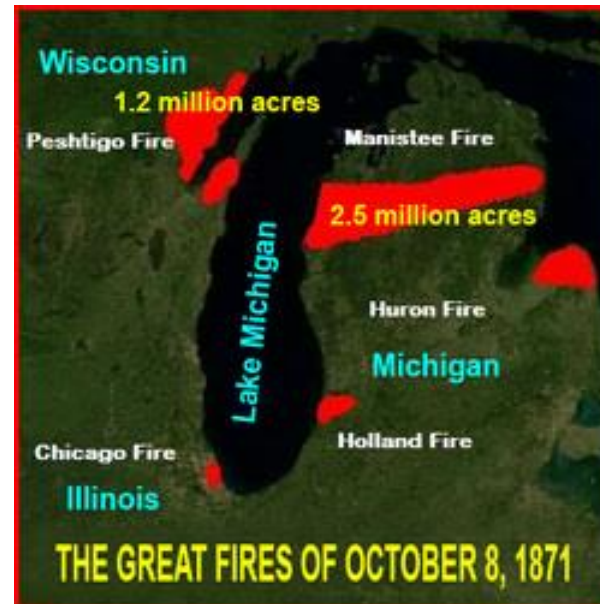 Wisconsin
1.2 million acres
Peshtigo Fire
Manistee Fire
2.5 million acres
Lake Michigan
Huron Fire
Michigan
Chicago Fire
Holland Fire
Illinois
THE GREAT FIRES OF OCTOBER 8, 1871